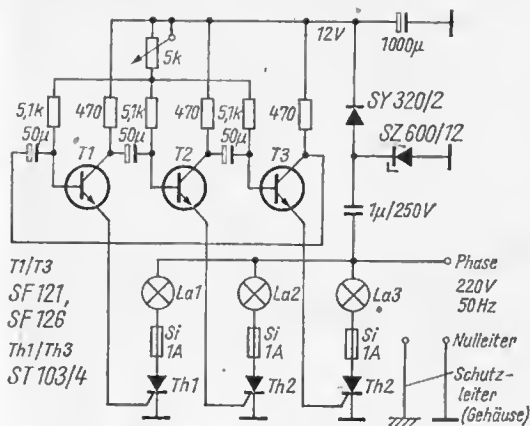 12V
1000µ
5k
SY 320/2
5,1k
470
5,1k
470
5,1k
470
SZ 600/12
50µ
50µ
50µ
T1
T2
T3
1µ/250V
T1/T3
SF 121,
SF 126
Th1/Th3
ST 103/4
La1
La2
La3
Phase
220V
50Hz
Si
1A
Si
1A
Si
1A
Nulleiter
Th1
Th2
Th2
Schutz-
leiter
(Gehäuse)